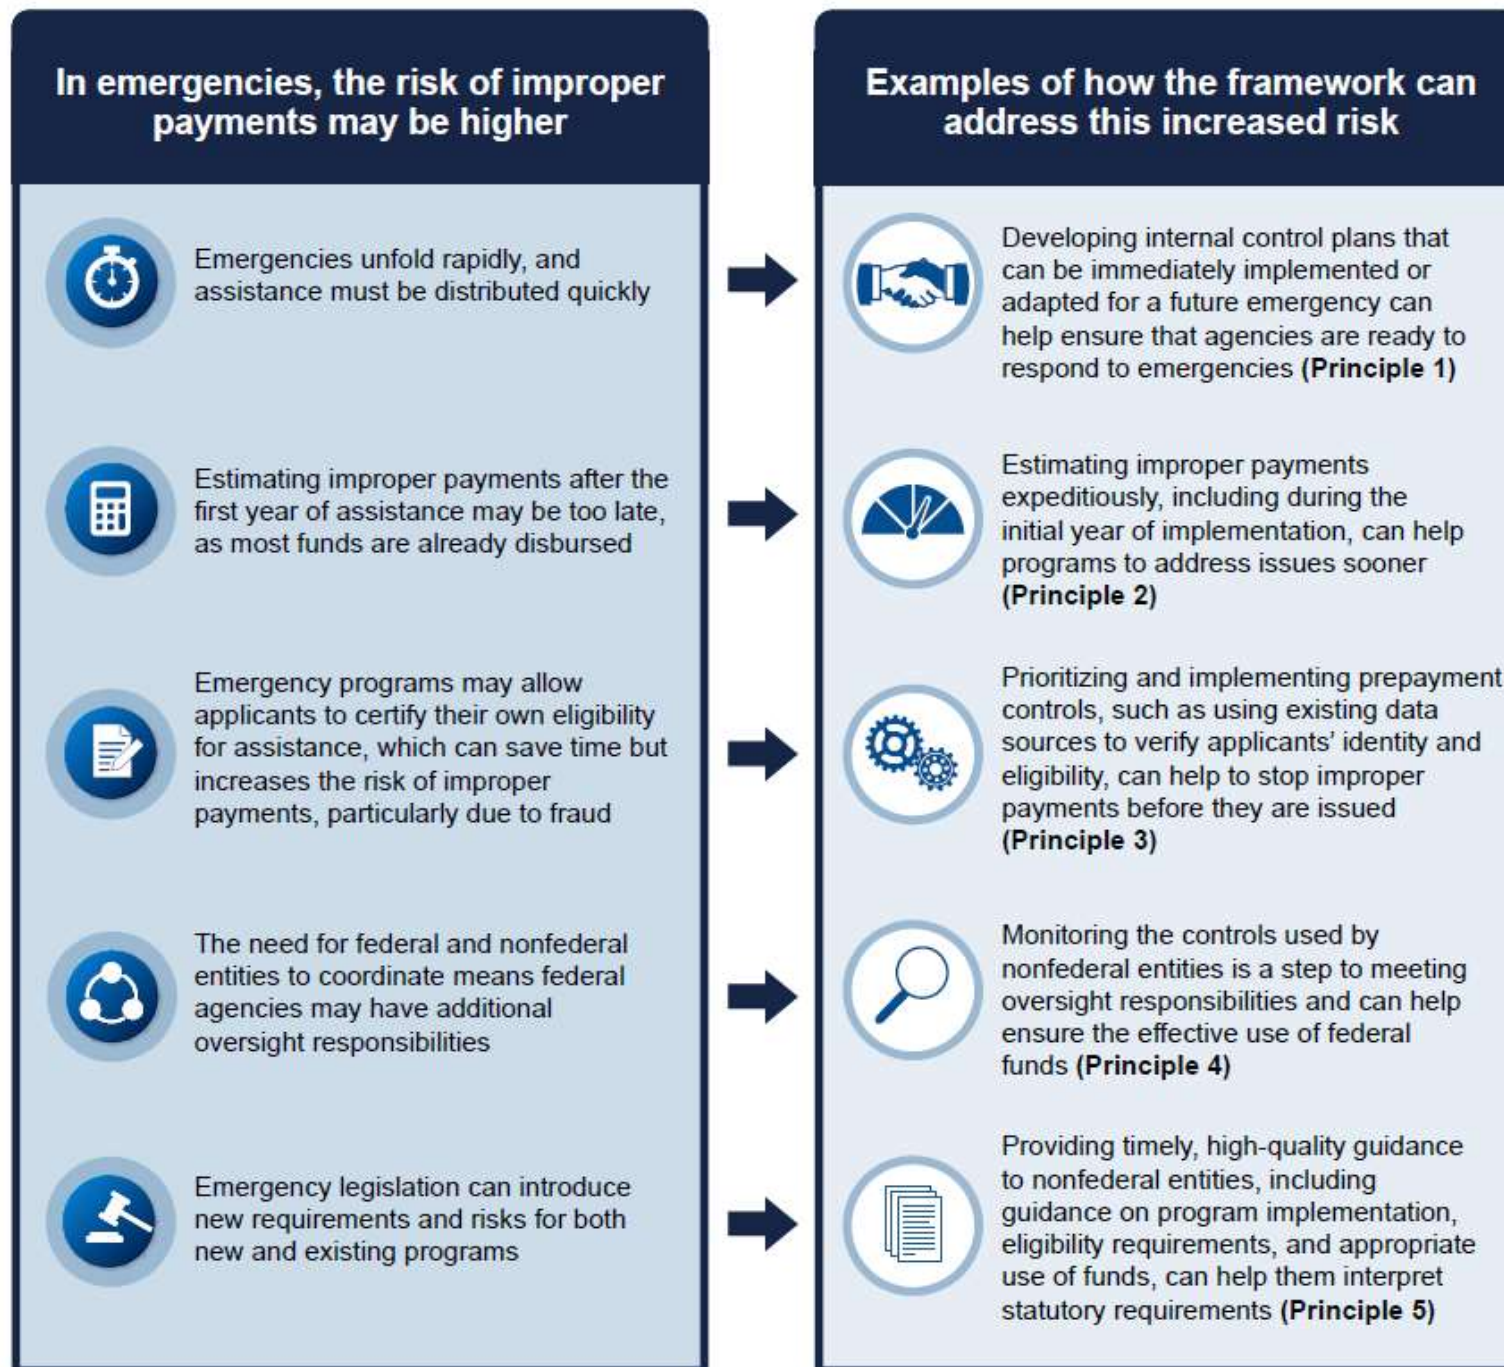 In emergencies, the risk of improper
payments may be higher
Examples of how the framework can
address this increased risk
Emergencies unfold rapidly, and
assistance must be distributed quickly
Developing internal control plans that
can be immediately implemented or
adapted for a future emergency can
help ensure that agencies are ready to
respond to emergencies (Principle 1)
Estimating improper payments after the
first year of assistance may be too late,
as most funds are already disbursed
Estimating improper payments
expeditiously, including during the
initial year of implementation, can help
programs to address issues sooner
(Principle 2)
Emergency programs may allow
applicants to certify their own eligibility
for assistance, which can save time but
increases the risk of improper
payments, particularly due to fraud
Prioritizing and implementing prepayment
controls, such as using existing data
sources to verify applicants’ identity and
eligibility, can help to stop improper
payments before they are issued
(Principle 3)
The need for federal and nonfederal
entities to coordinate means federal
agencies may have additional
oversight responsibilities
Monitoring the controls used by
nonfederal entities is a step to meeting
oversight responsibilities and can help
ensure the effective use of federal
funds (Principle 4)
Emergency legislation can introduce
new requirements and risks for both
new and existing programs
Providing timely, high-quality guidance
to nonfederal entities, including
guidance on program implementation,
eligibility requirements, and appropriate
use of funds, can help them interpret
statutory requirements (Principle 5)